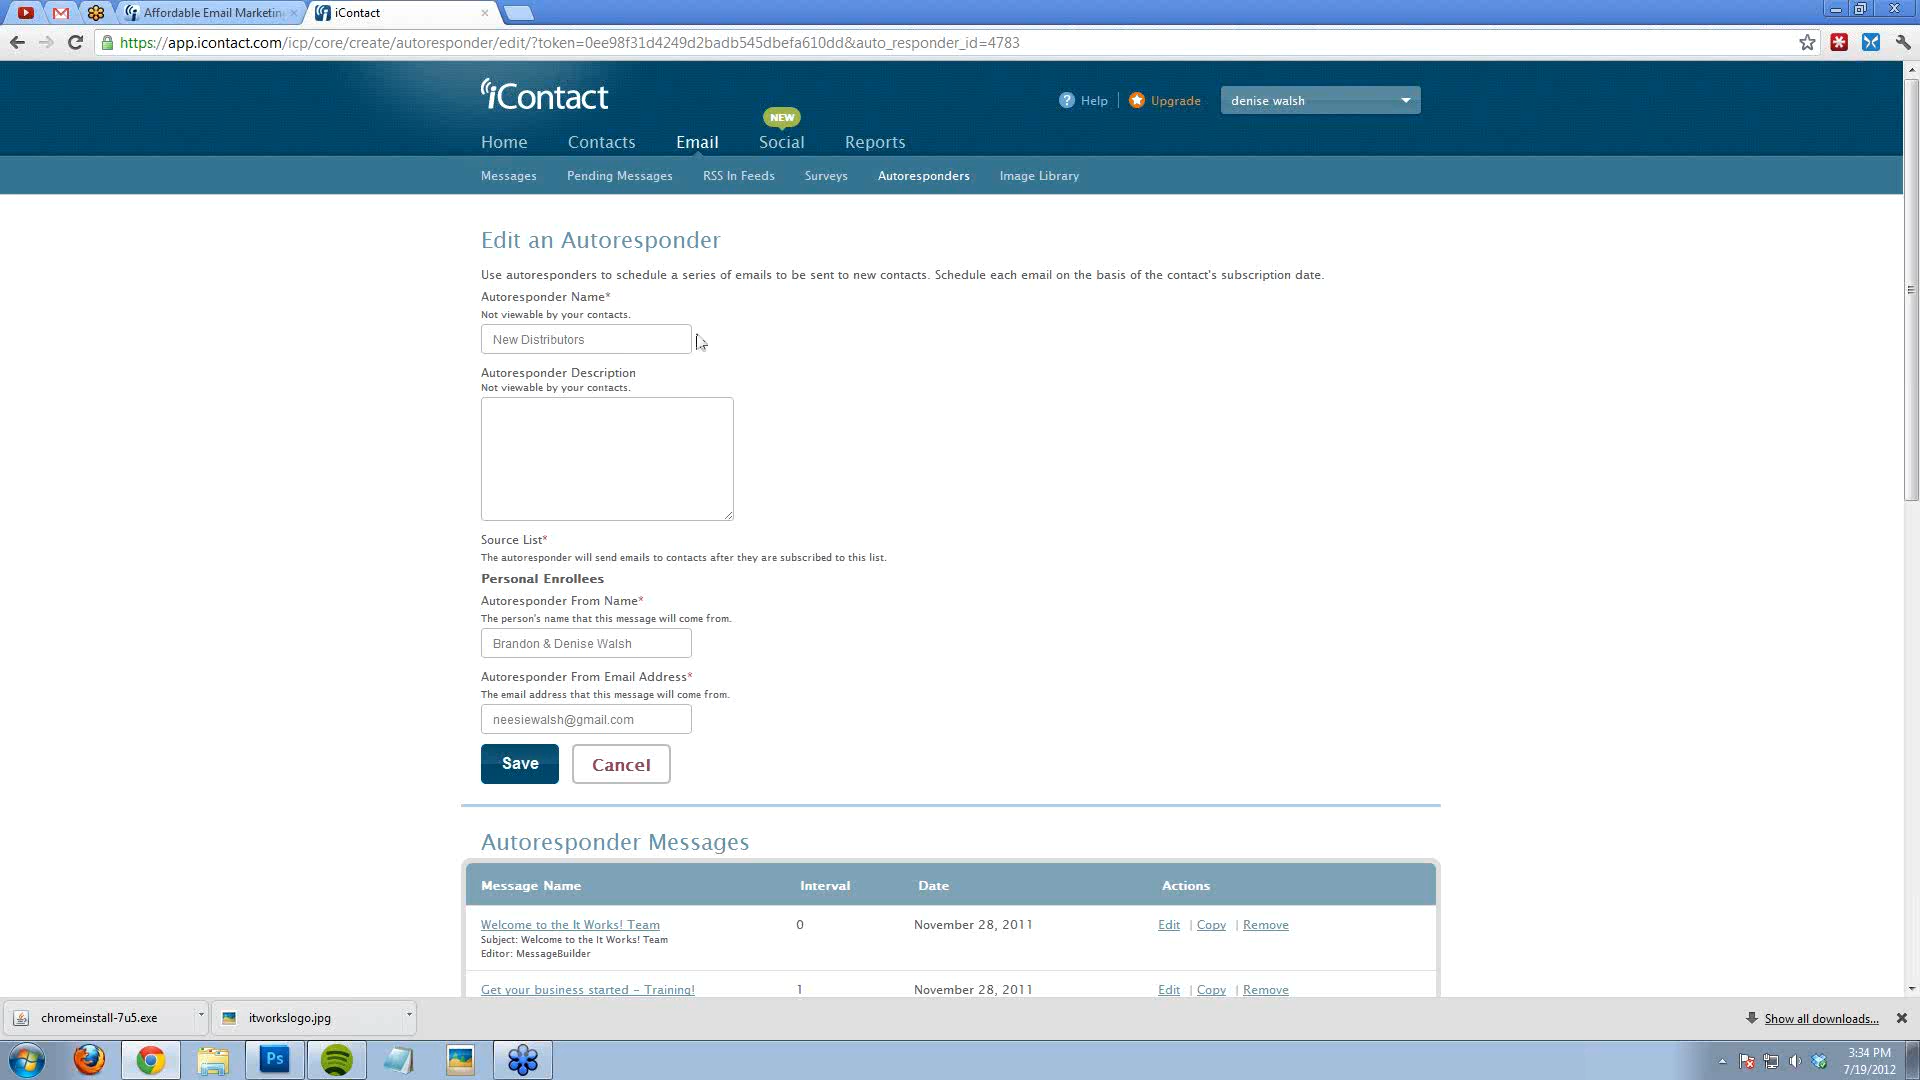 Affordable Email Marketin
iContact
https://app.icontact.com/icp/core/create/autoresponder/edit/?token=0ee98f31d4249d2badb545dbefa610dd&auto_responder_id=4783
iContact
Help
Upgrade
denise walsh
NEW
Home
Contacts
Email
Social
Reports
Messages
Pending Messages
RSS In Feeds
Surveys
Autoresponders
Image Library
Edit an Autoresponder
Use autoresponders to schedule a series of emails to be sent to new contacts. Schedule each email on the basis of the contact's subscription date.
Autoresponder Name*
Not viewable by your contacts.
New Distributors
Autoresponder Description
Not viewable by your contacts.
Source List*
The autoresponder will send emails to contacts after they are subscribed to this list.
Personal Enrollees
Autoresponder From Name*
The person's name that this message will come from.
Brandon & Denise Walsh
Autoresponder From Email Address*
The email address that this message will come from.
neesiewalsh@gmail.com
Save
Cancel
Autoresponder Messages
Message Name
Interval
Date
Actions
Welcome to the It Works! Team
0
November 28, 2011
Edit | Copy | Remove
Subject: Welcome to the It Works! Team
Editor: MessageBuilder
Get your business started - Training!
1
November 28, 2011
Edit | Copy | Remove
chromeinstall-7u5.exe
itworkslogo.jpg
Show all downloads...
Ps
3:34 PM
7/19/2012